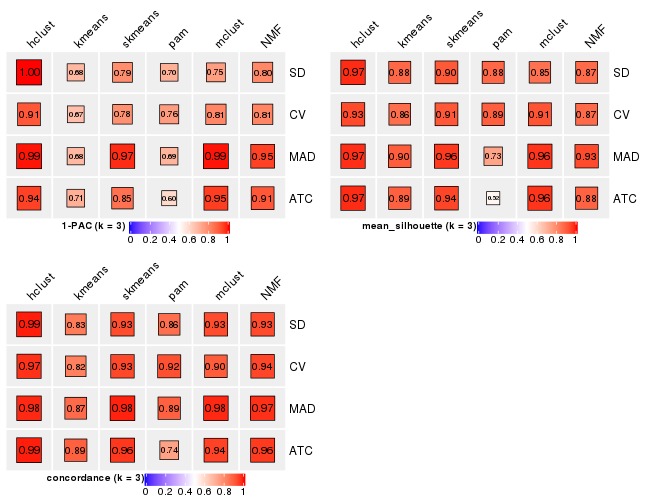 hclust kmeans skmeans pam mclust NMF
1.00 0.68 0.79 0.70 0.75 0.80 SD
0.91 0.67 0.78 0.76 0.81 0.81 CV
0.99 0.68 0.97 0.69 0.99 0.95 MAD
0.94 0.71 0.85 0.60 0.95 0.91 ATC
1-PAC (k = 3)
0 0.2 0.4 0.6 0.8 1
hclust kmeans skmeans pam mclust NMF
0.97 0.88 0.90 0.88 0.85 0.87 SD
0.93 0.86 0.91 0.89 0.91 0.87 CV
0.97 0.90 0.96 0.73 0.96 0.93 MAD
0.97 0.89 0.94 0.52 0.96 0.88 ATC
mean_silhouette (k = 3)
0 0.2 0.4 0.6 0.8 1
hclust kmeans skmeans pam mclust NMF
0.99 0.83 0.93 0.86 0.93 0.93 SD
0.97 0.82 0.93 0.92 0.90 0.94 CV
0.98 0.87 0.98 0.89 0.98 0.97 MAD
0.99 0.89 0.96 0.74 0.94 0.96 ATC
concordance (k = 3)
0 0.2 0.4 0.6 0.8 1